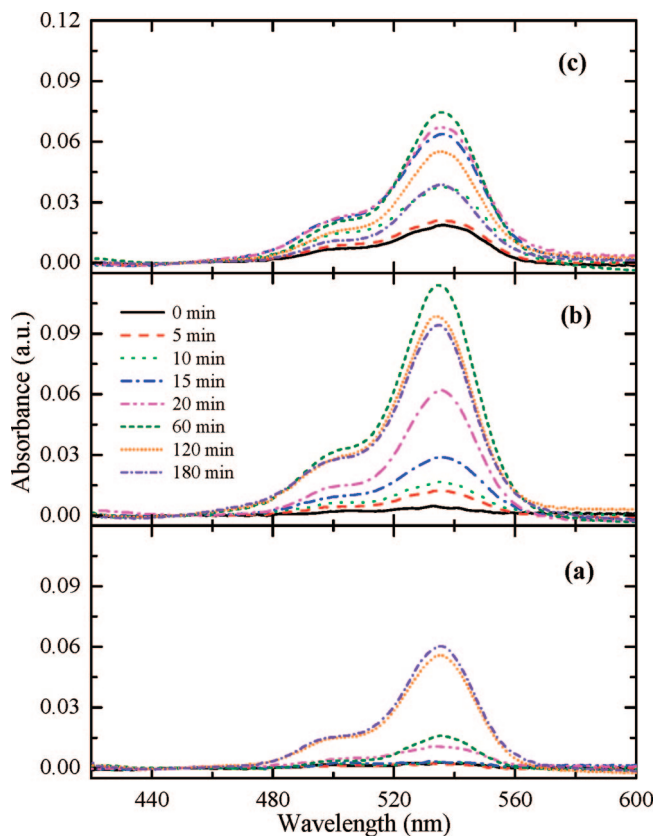 0.12
(c)
0.09
0.06
0.03
0.00
(b)
0 min
5 min
10 min
15 min
20 min
60 min
120 min
180 min
0.09
0.06
0.03
0.00
Absorbance (a.u.)
(a)
0.09
0.06
0.03
0.00
440 480 520 560 600
Wavelength (nm)